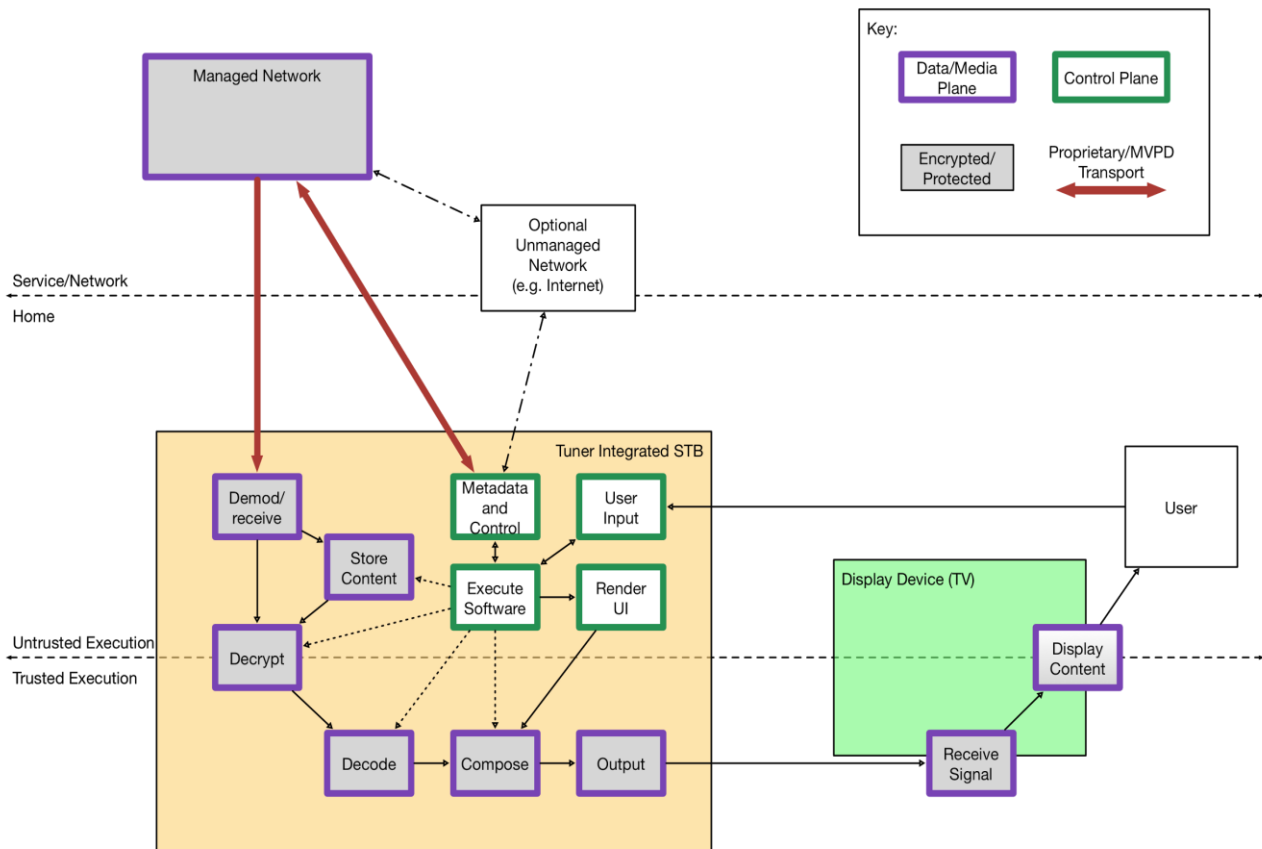 Key:
Managed Network
Data/Media
Plane
Control Plane
Encrypted/
Protected
Proprietary/MVPD
Transport
Optional
Unmanaged
Network
(e.g. Internet)
Service/Network
Home
Tuner Integrated STB
Demod/
receive
Metadata
and
Control
User
Input
User
Store
Content
Execute
Software
Render
UI
Display Device (TV)
Untrusted Execution
Trusted Execution
Decrypt
Display
Content
Decode
Compose
Output
Receive
Signal